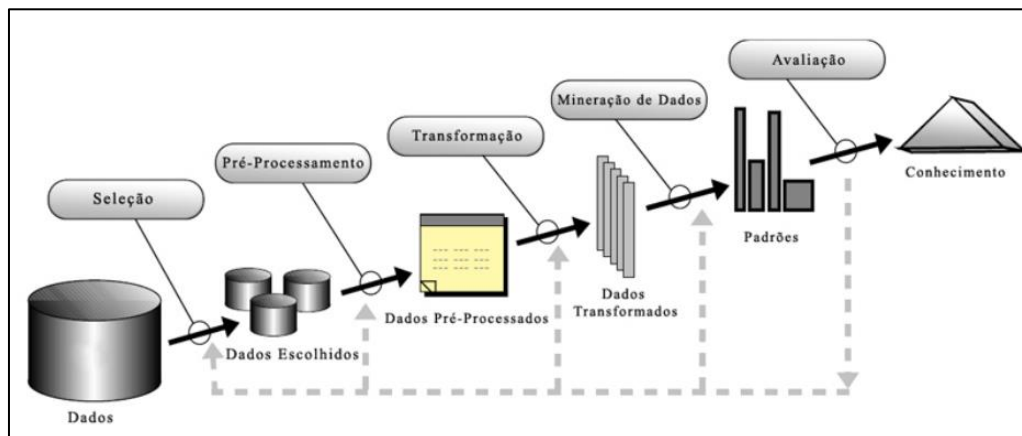 Avaliação
Mineração de Dados
Transformação
Pré-Processamento
Seleção
Conhecimento
Padrões
Dados
Transformados
Dados Pré-Processados
Dados Escolhidos
Dados